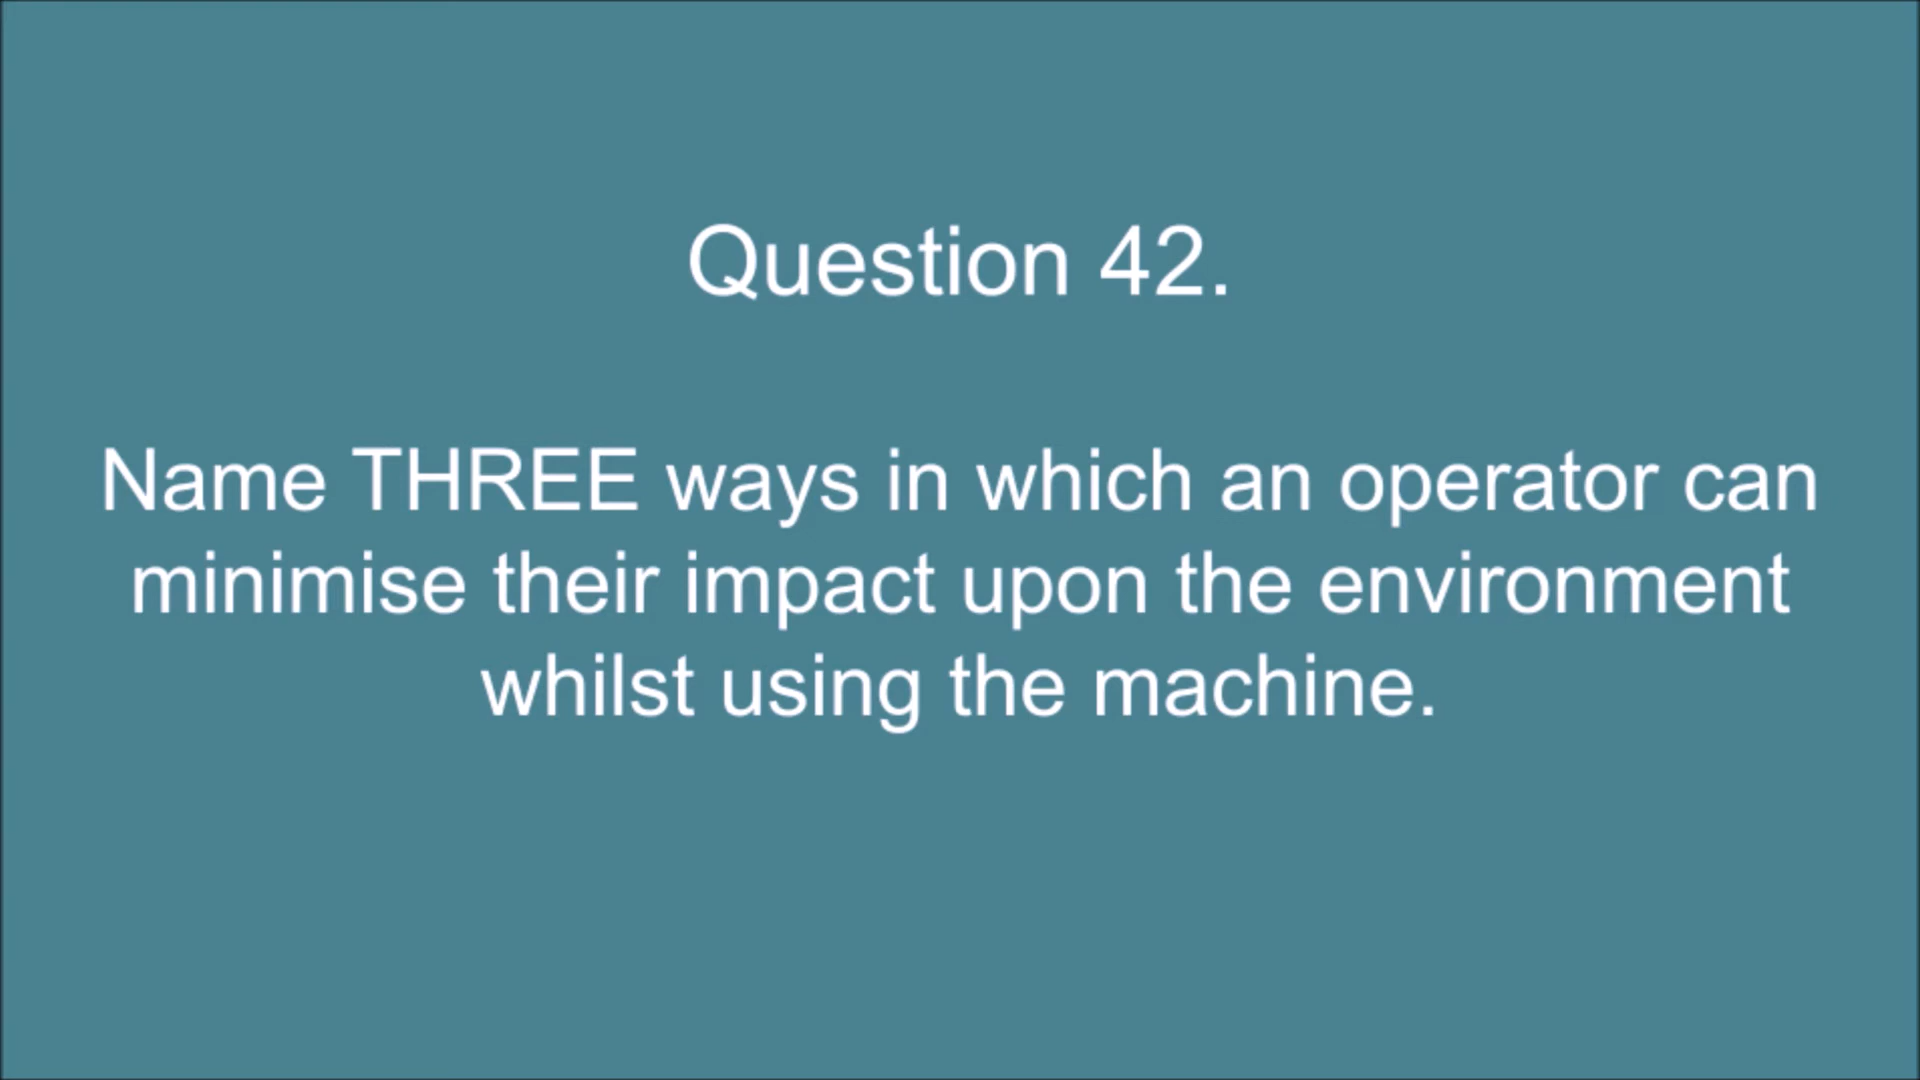 Question 42.
Name THREE ways in which an operator can
minimise their impact upon the environment
whilst using the machine.